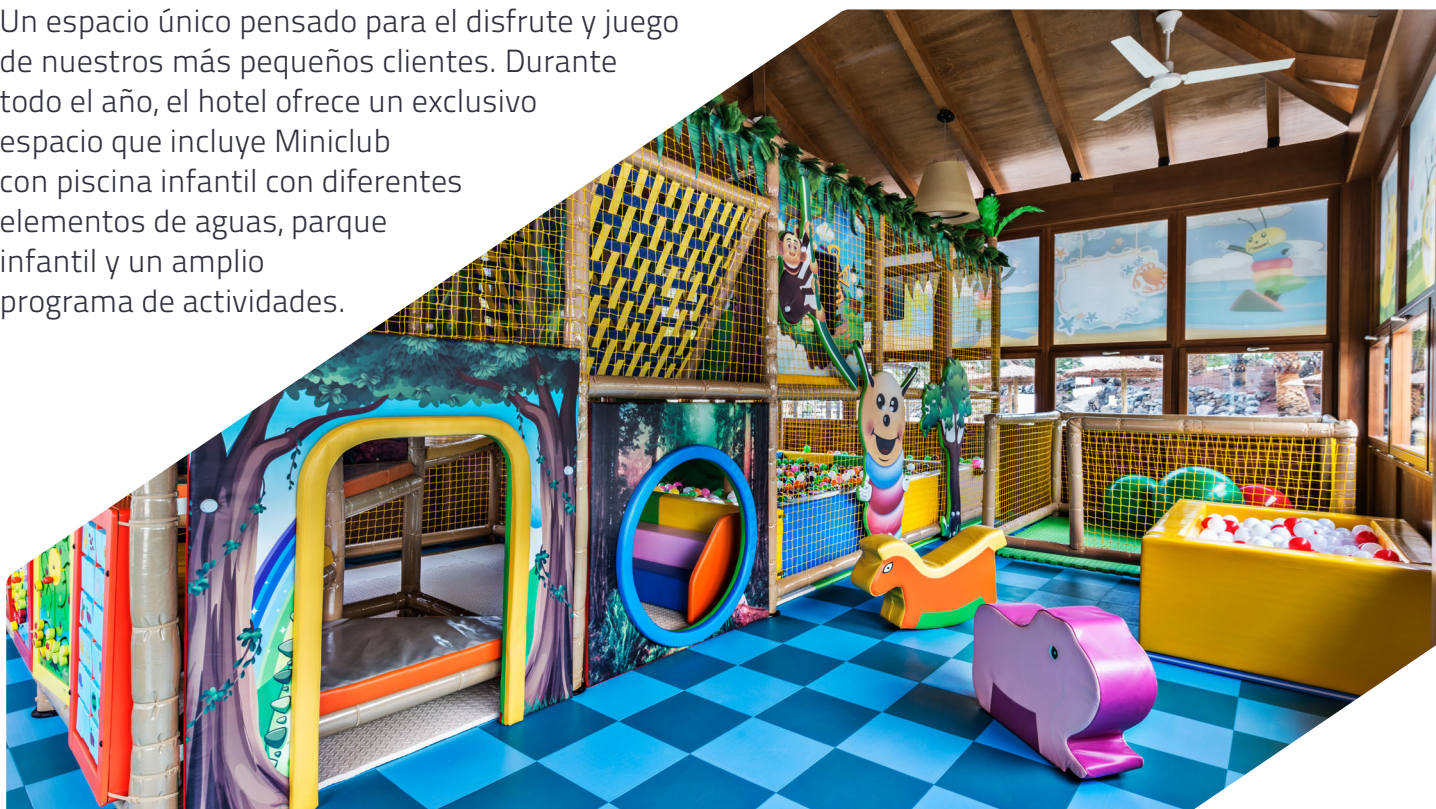 Un espacio único pensado para el disfrute y juego
de nuestros más pequeños clientes. Durante
todo el año, el hotel ofrece un exclusivo
espacio que incluye Miniclub
con piscina infantil con diferentes
elementos de aguas, parque
infantil y un amplio
programa de actividades.